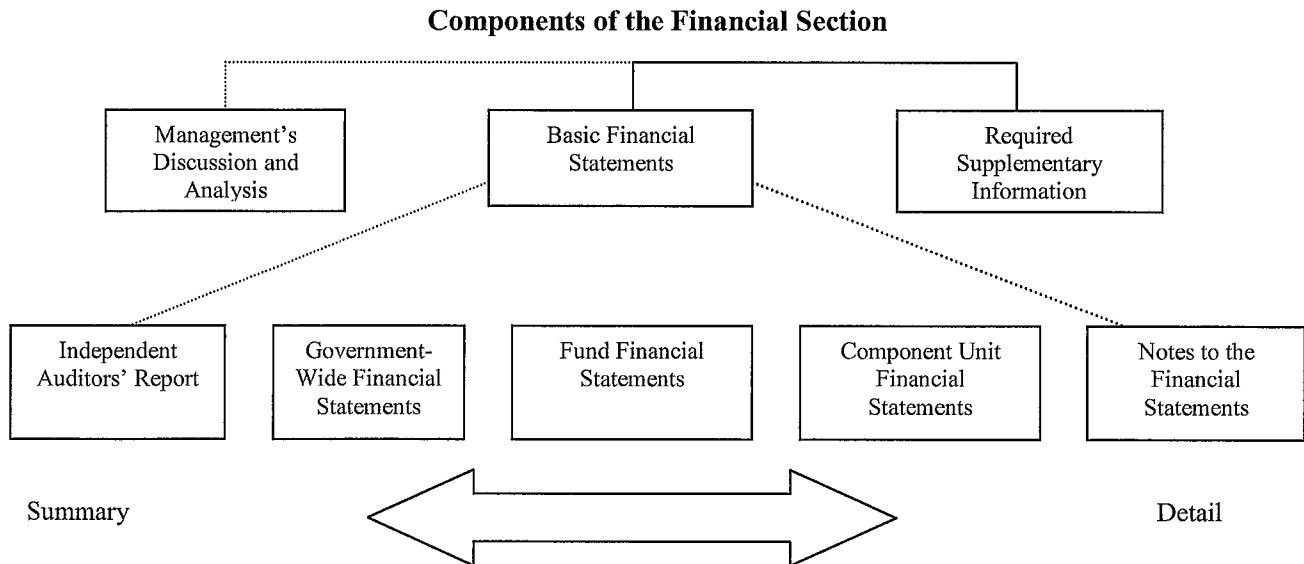 Components of the Financial Section
Management’s
Discussion and
Analysis
Basic Financial
Statements
Required
Supplementary
Information
Independent
Auditors’ Report
Government-
Wide Financial
Statements
Fund Financial
Statements
Component Unit
Financial
Statements
Notes to the
Financial
Statements
Summary
Detail